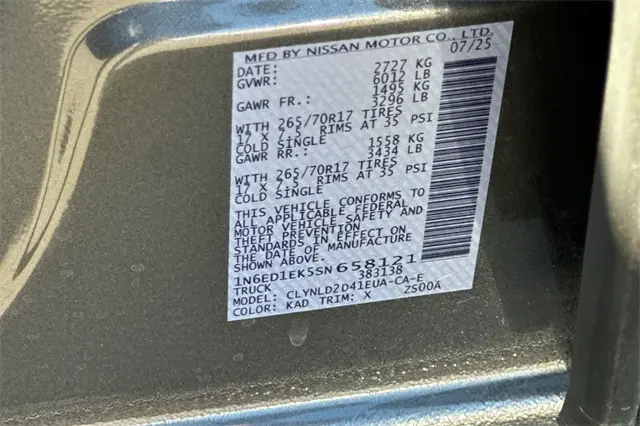 MFD BY NISSAN MOTOR CO., LTD.
DATE: 07/25
GVWR: 2727 KG
6012 LB
GAWR FR.: 1495 KG
3296 LB
WITH 265/70R17 TIRES
17 X 7.5 RIMS AT 35 PSI
COLD SINGLE
GAWR RR.: 1558 KG
3434 LB
WITH 265/70R17 TIRES
17 X 7.5 RIMS AT 35 PSI
COLD SINGLE
THIS VEHICLE CONFORMS TO
ALL APPLICABLE FEDERAL
MOTOR VEHICLE SAFETY AND
THEFT PREVENTION
STANDARDS IN EFFECT ON
THE DATE OF MANUFACTURE
SHOWN ABOVE.
1N6ED1EK5SN658121
TRUCK 383138
MODEL: CLYNLD2D41EUA-CA-E
COLOR: KAD TRIM: X ZS00A